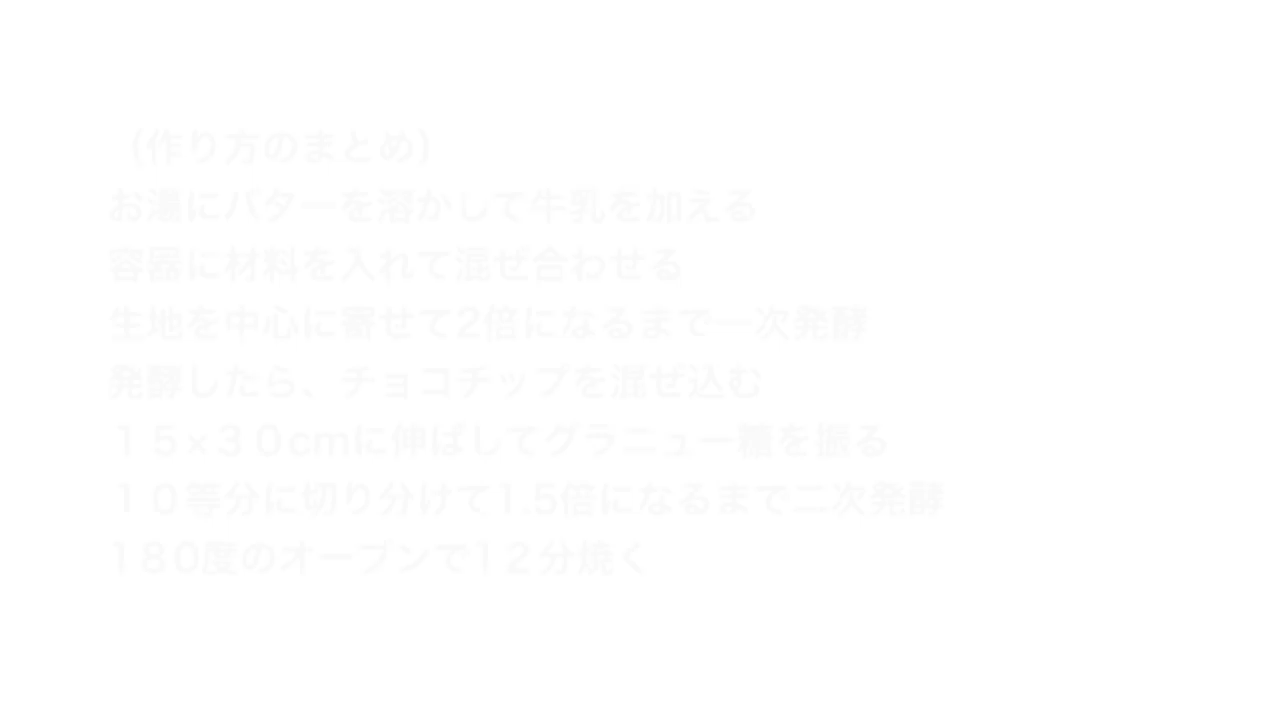 （作り方のまとめ）
お湯にバターを溶かして牛乳を加える
容器に材料を入れて混ぜ合わせる
生地を中心に寄せて2倍になるまで一次発酵
発酵したら、チョコチップを混ぜ込む
１５×３０cmに伸ばしてグラニュー糖を振る
１０等分に切り分けて1.5倍になるまで二次発酵
180度のオーブンで1２分焼く